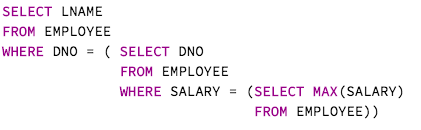 SELECT LNAME
FROM EMPLOYEE
WHERE DNO = ( SELECT DNO
FROM EMPLOYEE
WHERE SALARY = (SELECT MAX(SALARY)
FROM EMPLOYEE))